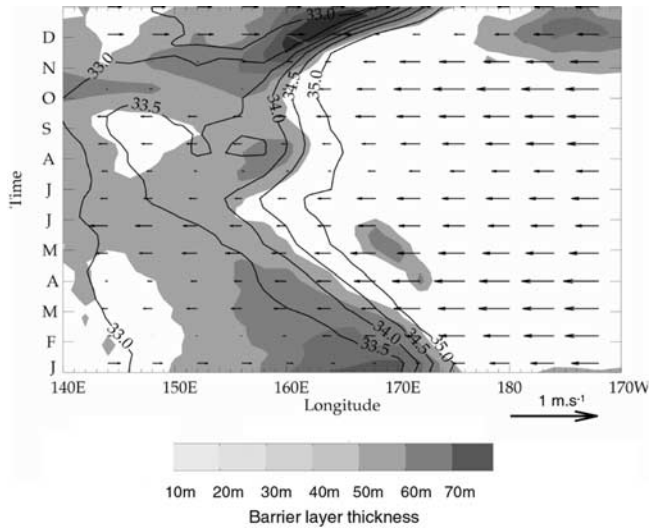 33.0
D
N
33.0
34.5
35.0
O
33.5
34.0
S
A
J
J
M
A
M
33.0
34.0
34.5
35.0
F
33.5
J
Time
140E 150E 160E 170E 180 170W
Longitude
1 m.s-1
10m 20m 30m 40m 50m 60m 70m
Barrier layer thickness